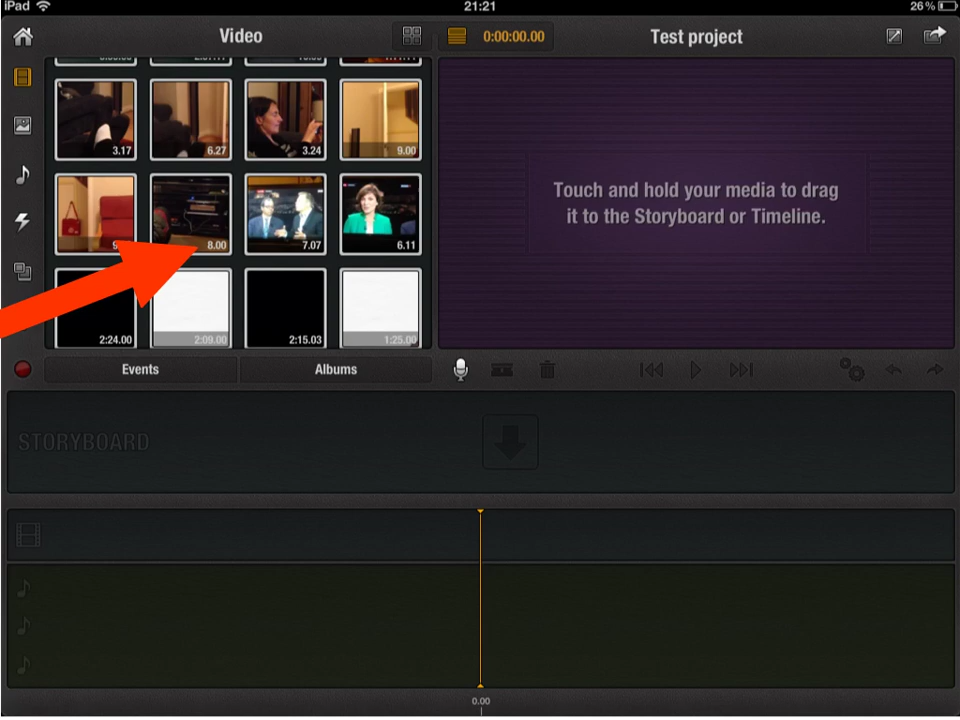 iPad 21:21 26%
Video 0:00:00.00 Test project
3.17 6.27 3.24 9.00
8.00 7.07 6.11
Touch and hold your media to drag
it to the Storyboard or Timeline.
2:24.00 2:09.00 2:15.03 1:25.00
Events Albums
STORYBOARD
0.00